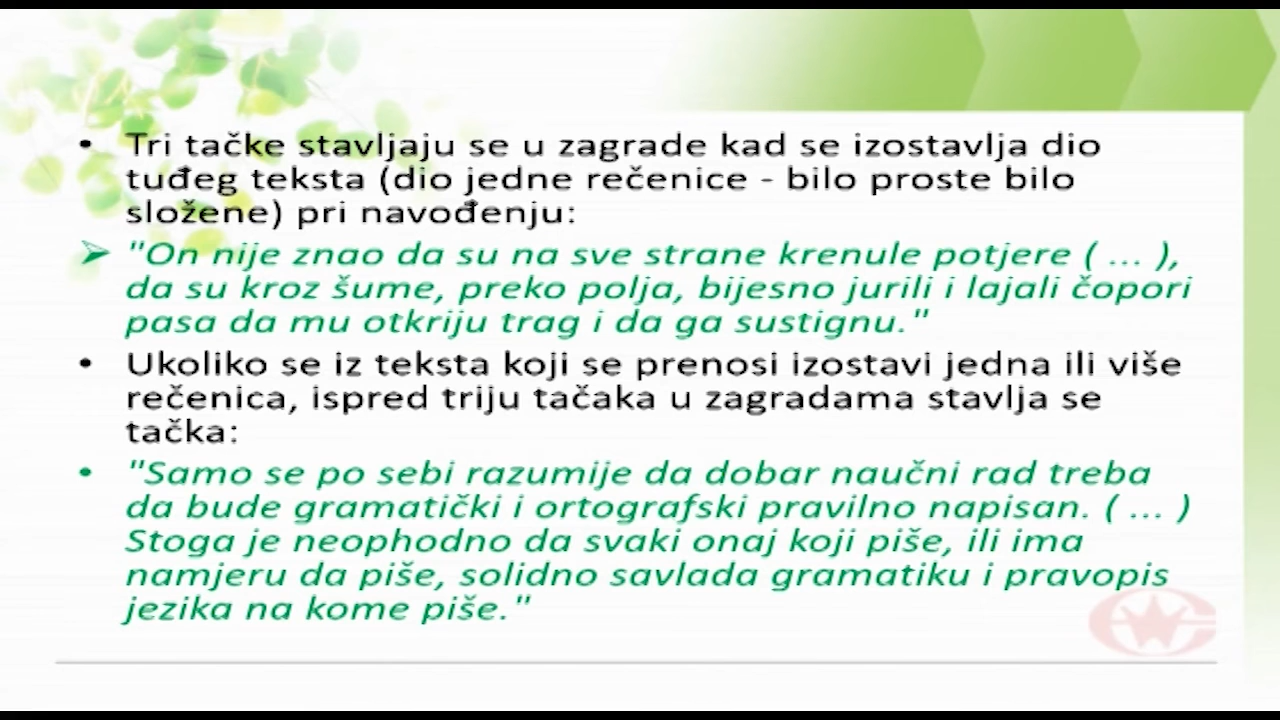 • Tri tačke stavljaju se u zagrade kad se izostavlja dio
tuđeg teksta (dio jedne rečenice - bilo proste bilo
složene) pri navođenju:
➢ "On nije znao da su na sve strane krenule potjere ( ... ),
da su kroz šume, preko polja, bijesno jurili i lajali čopori
pasa da mu otkriju trag i da ga sustignu."
• Ukoliko se iz teksta koji se prenosi izostavi jedna ili više
rečenica, ispred triju tačaka u zagradama stavlja se
tačka:
• "Samo se po sebi razumije da dobar naučni rad treba
da bude gramatički i ortografski pravilno napisan. ( ... )
Stoga je neophodno da svaki onaj koji piše, ili ima
namjeru da piše, solidno savlada gramatiku i pravopis
jezika na kome piše."